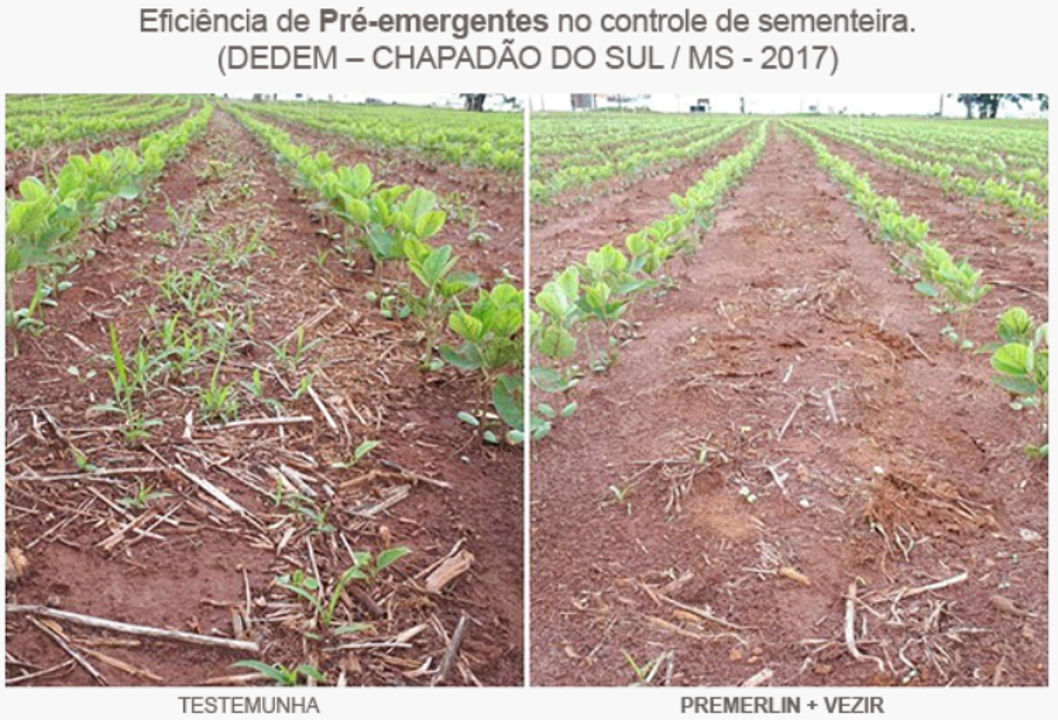 Eficiência de Pré-emergentes no controle de sementeira.
(DEDEM – CHAPADÃO DO SUL / MS - 2017)
TESTEMUNHA
PREMERLIN + VEZIR